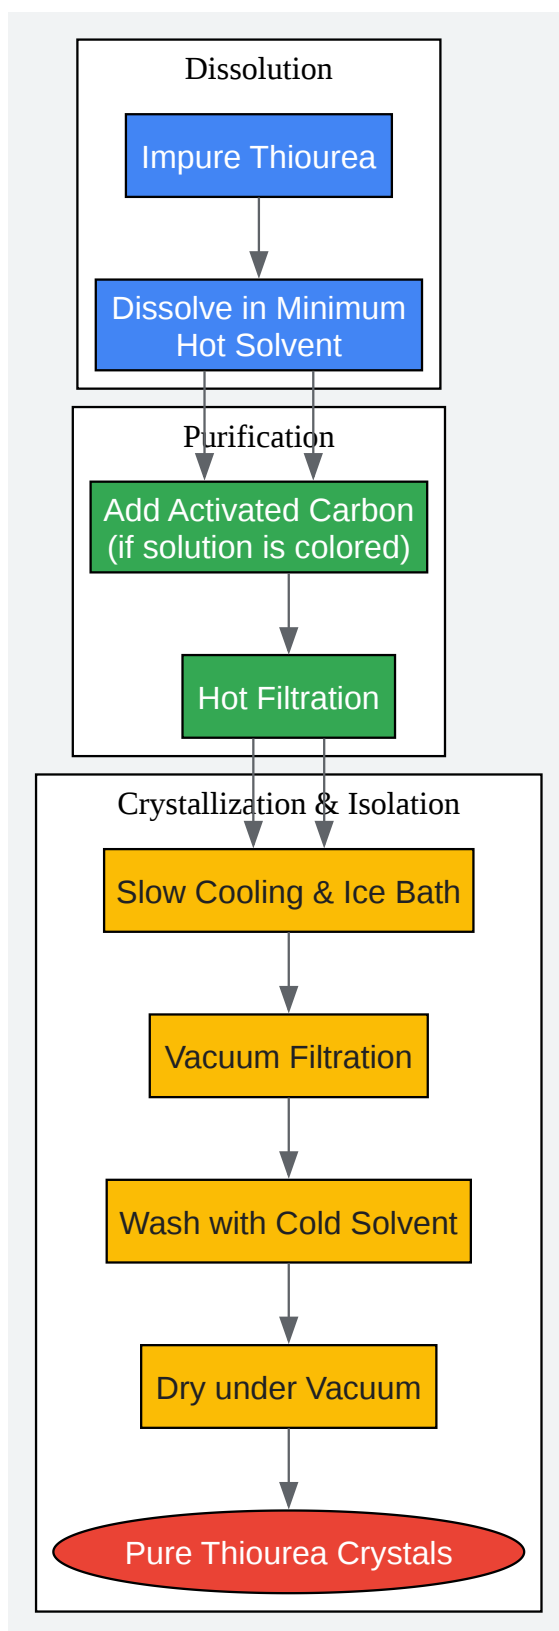 Dissolution
Impure Thiourea
Dissolve in Minimum
Hot Solvent
Purification
Add Activated Carbon
(if solution is colored)
Hot Filtration
Crystallization & Isolation
Slow Cooling & Ice Bath
Vacuum Filtration
Wash with Cold Solvent
Dry under Vacuum
Pure Thiourea Crystals